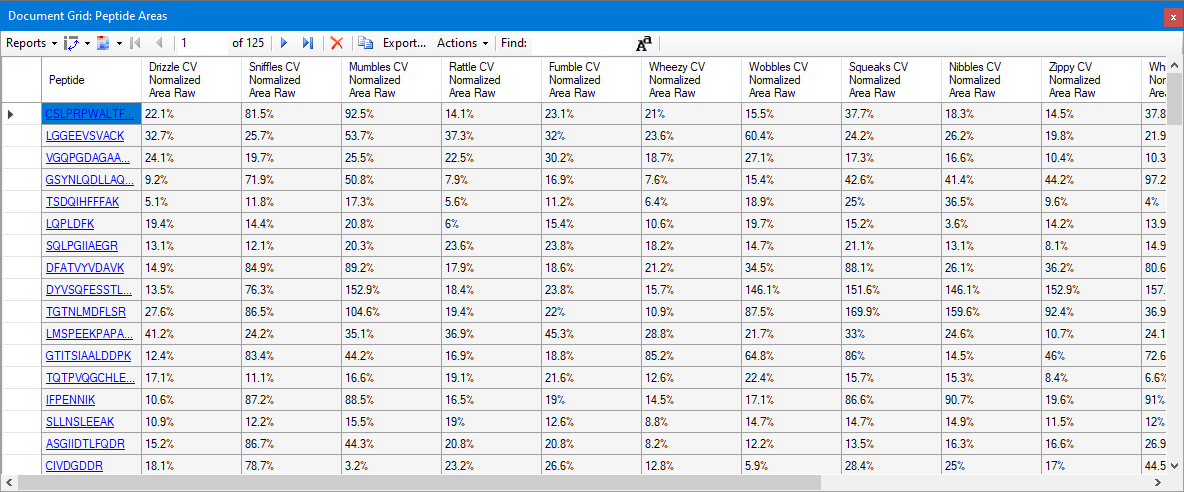 Document Grid: Peptide Areas
x
Reports 1 of 125 Export... Actions Find: Aa
Peptide Drizzle CV Normalized Area Raw Sniffles CV Normalized Area Raw Mumbles CV Normalized Area Raw Rattle CV Normalized Area Raw Fumble CV Normalized Area Raw Wheezy CV Normalized Area Raw Wobbles CV Normalized Area Raw Squeaks CV Normalized Area Raw Nibbles CV Normalized Area Raw Zippy CV Normalized Area Raw Wh Nor Are
CSLPRPWALTF... 22.1% 81.5% 92.5% 14.1% 23.1% 21% 15.5% 37.7% 18.3% 14.5% 37.8
LGGEEVSVACK 32.7% 25.7% 53.7% 37.3% 32% 23.6% 60.4% 24.2% 26.2% 19.8% 21.9
VGQPGDAGAA... 24.1% 19.7% 25.5% 22.5% 30.2% 18.7% 27.1% 17.3% 16.6% 10.4% 10.3
GSYNLQDLLAQ... 9.2% 71.9% 50.8% 7.9% 16.9% 7.6% 15.4% 42.6% 41.4% 44.2% 97.2
TSDQIHFFFAK 5.1% 11.8% 17.3% 5.6% 11.2% 6.4% 18.9% 25% 36.5% 9.6% 4%
LQPLDFK 19.4% 14.4% 20.8% 6% 15.4% 10.6% 19.7% 15.2% 3.6% 14.2% 13.9
SQLPGIIAEGR 13.1% 12.1% 20.3% 23.6% 23.8% 18.2% 14.7% 21.1% 13.1% 8.1% 14.9
DFATVYVDAVK 14.9% 84.9% 89.2% 17.9% 18.6% 21.2% 34.5% 88.1% 26.1% 36.2% 80.6
DYVSQFESSTL... 13.5% 76.3% 152.9% 18.4% 23.8% 15.7% 146.1% 151.6% 146.1% 152.9% 157.
TGTNLMDFLSR 27.6% 86.5% 104.6% 19.4% 22% 10.9% 87.5% 169.9% 159.6% 92.4% 36.9
LMSPEEKPAPA... 41.2% 24.2% 35.1% 36.9% 45.3% 28.8% 21.7% 33% 24.6% 10.7% 24.1
GTITSIAALDDPK 12.4% 83.4% 44.2% 16.9% 18.8% 85.2% 64.8% 86% 14.5% 46% 72.6
TQTPVQGCHLE... 17.1% 11.1% 16.6% 19.1% 21.6% 12.6% 22.4% 15.7% 15.3% 8.4% 6.6%
IFPENNIK 10.6% 87.2% 88.5% 16.5% 19% 14.5% 17.1% 86.6% 90.7% 19.6% 91%
SLLNSLEEAK 10.9% 12.2% 15.5% 19% 12.6% 8.8% 14.7% 14.7% 14.9% 11.5% 12%
ASGIIDTLFQDR 15.2% 86.7% 44.3% 20.8% 20.8% 8.2% 12.2% 13.5% 16.3% 16.6% 26.9
CIVDGDDR 18.1% 78.7% 3.2% 23.2% 26.6% 12.8% 5.9% 28.4% 25% 17% 44.5